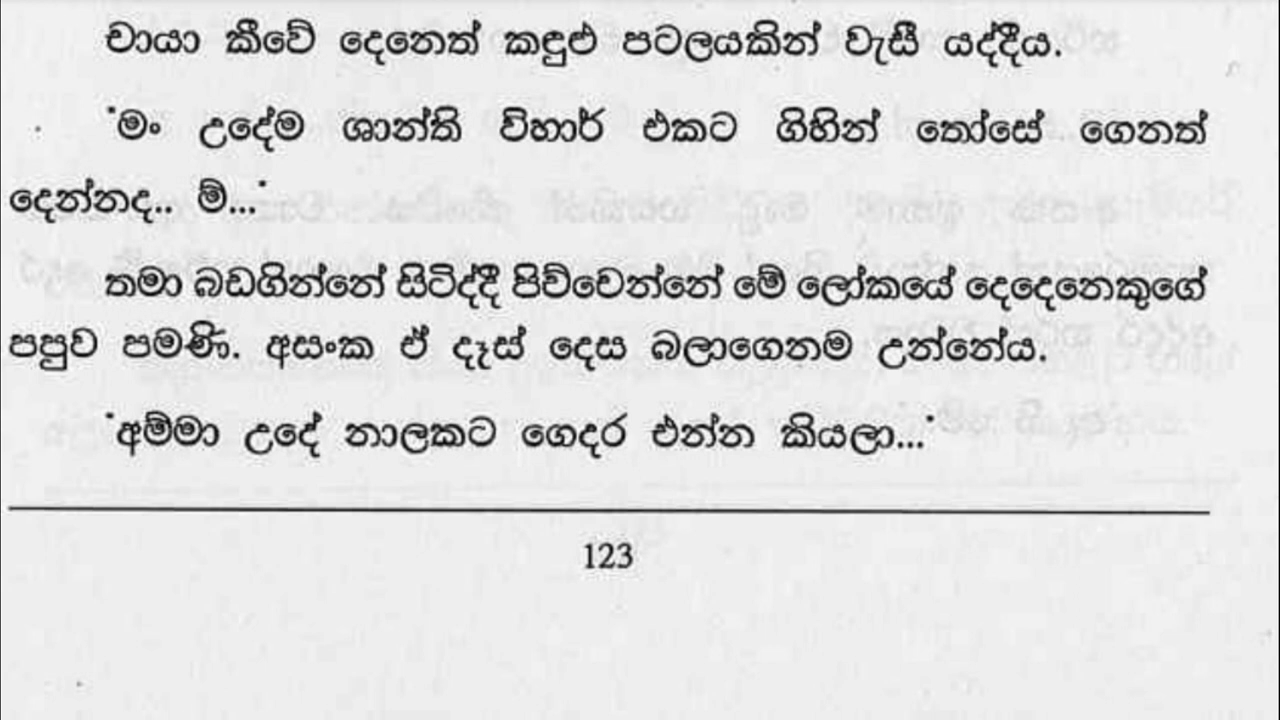 චායා කීවේ දෙනෙත් කඳුළු පටලයකින් වැසී යද්දීය.
'මං උදේම ශාන්ති විහාර් එකට ගිහින් තෝසේ ගෙනත්
දෙන්නද.. ම්...'
තමා බඩගින්නේ සිටිද්දී පිච්චෙන්නේ මේ ලෝකයේ දෙදෙනෙකුගේ
පපුව පමණි. අසංක ඒ දෑස් දෙස බලාගෙනම උන්නේය.
'අම්මා උදේ නාලකට ගෙදර එන්න කියලා...'
123